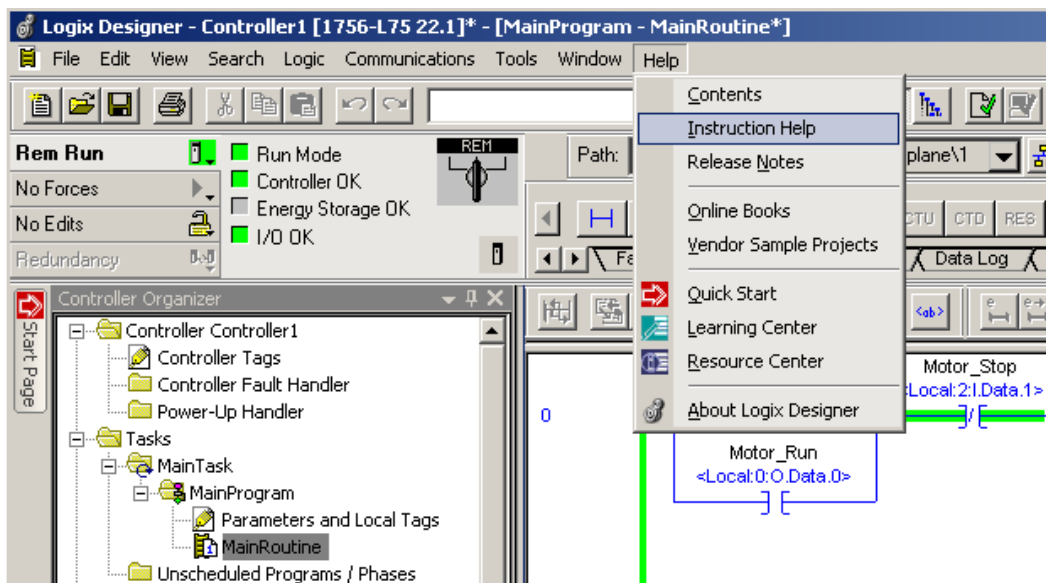 Logix Designer - Controller1 [1756-L75 22.1]* - [MainProgram - MainRoutine*]
File Edit View Search Logic Communications Tools Window Help
Contents
Instruction Help
Release Notes
Online Books
Vendor Sample Projects
Quick Start
Learning Center
Resource Center
About Logix Designer
Rem Run
No Forces
No Edits
Redundancy
Run Mode
Controller OK
Energy Storage OK
I/O OK
REM
Path:
plane\1
CTU CTD RES
Fa
Data Log
<ab>
Start Page
Controller Organizer
Controller Controller1
Controller Tags
Controller Fault Handler
Power-Up Handler
Tasks
MainTask
MainProgram
Parameters and Local Tags
MainRoutine
Unscheduled Programs / Phases
0
Motor_Stop
Local:2:I.Data.1>
Motor_Run
<Local:0:O.Data.0>